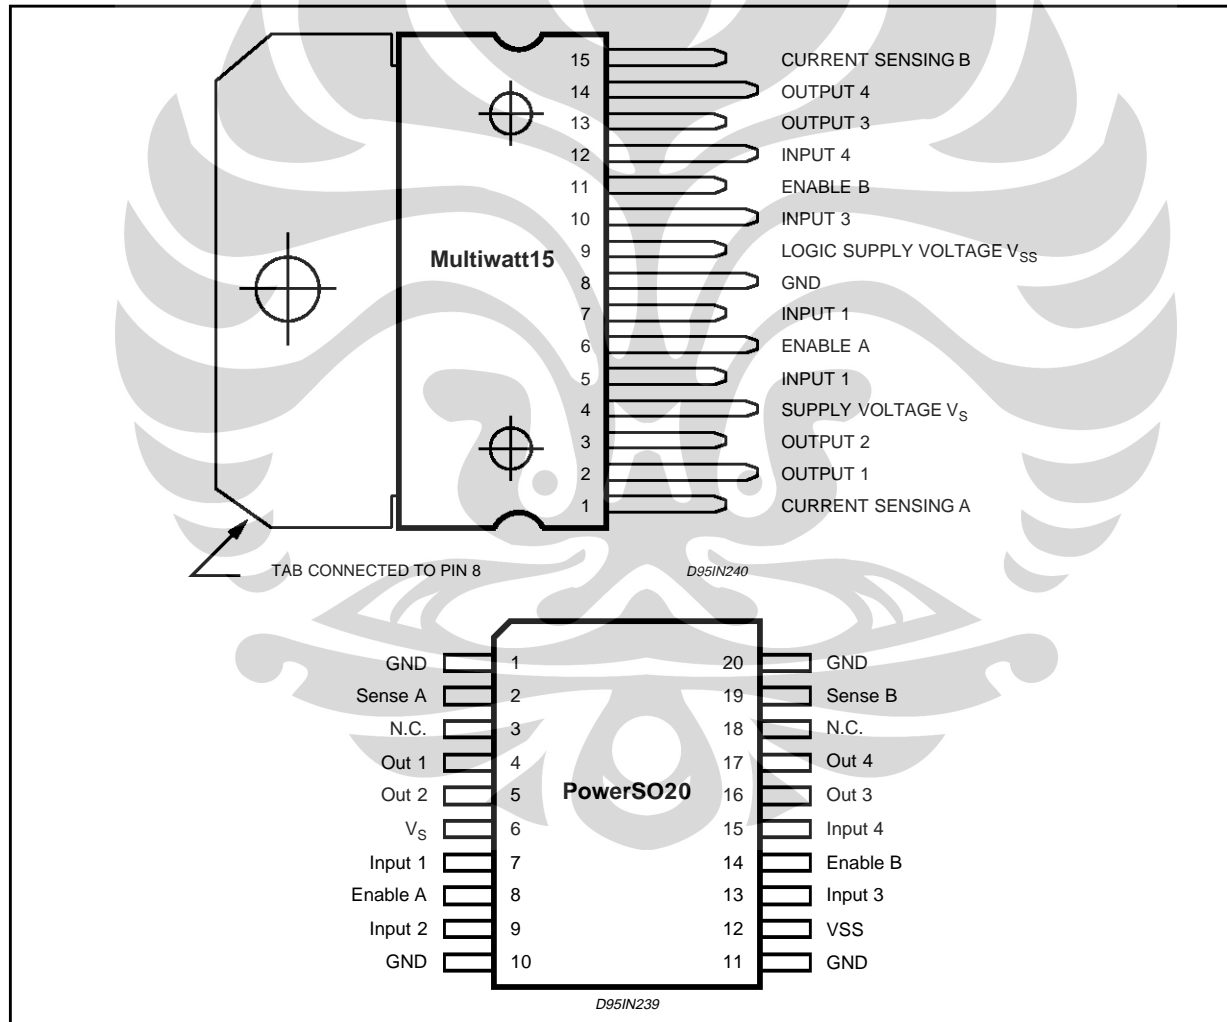 15 CURRENT SENSING B
14 OUTPUT 4
13 OUTPUT 3
12 INPUT 4
11 ENABLE B
10 INPUT 3
Multiwatt15
9 LOGIC SUPPLY VOLTAGE VSS
8 GND
7 INPUT 1
6 ENABLE A
5 INPUT 1
4 SUPPLY VOLTAGE VS
3 OUTPUT 2
2 OUTPUT 1
1 CURRENT SENSING A
TAB CONNECTED TO PIN 8
D95IN240
GND 1 20 GND
Sense A 2 19 Sense B
N.C. 3 18 N.C.
Out 1 4 17 Out 4
PowerSO20
Out 2 5 16 Out 3
VS 6 15 Input 4
Input 1 7 14 Enable B
Enable A 8 13 Input 3
Input 2 9 12 VSS
GND 10 11 GND
D95IN239